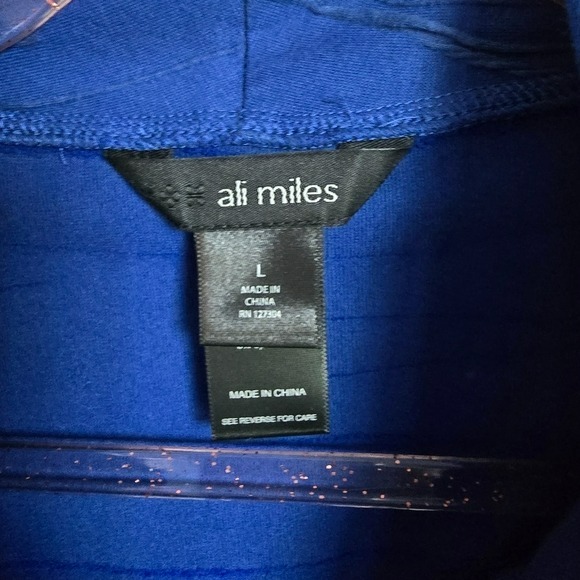 ali miles
L
MADE IN
CHINA
RN 127304
MADE IN CHINA
SEE REVERSE FOR CARE